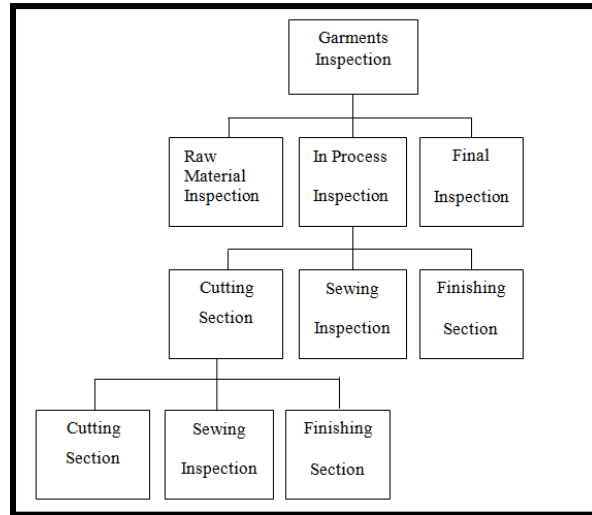 Garments
Inspection
Raw
Material
Inspection
In Process
Inspection
Final
Inspection
Cutting
Section
Sewing
Inspection
Finishing
Section
Cutting
Section
Sewing
Inspection
Finishing
Section